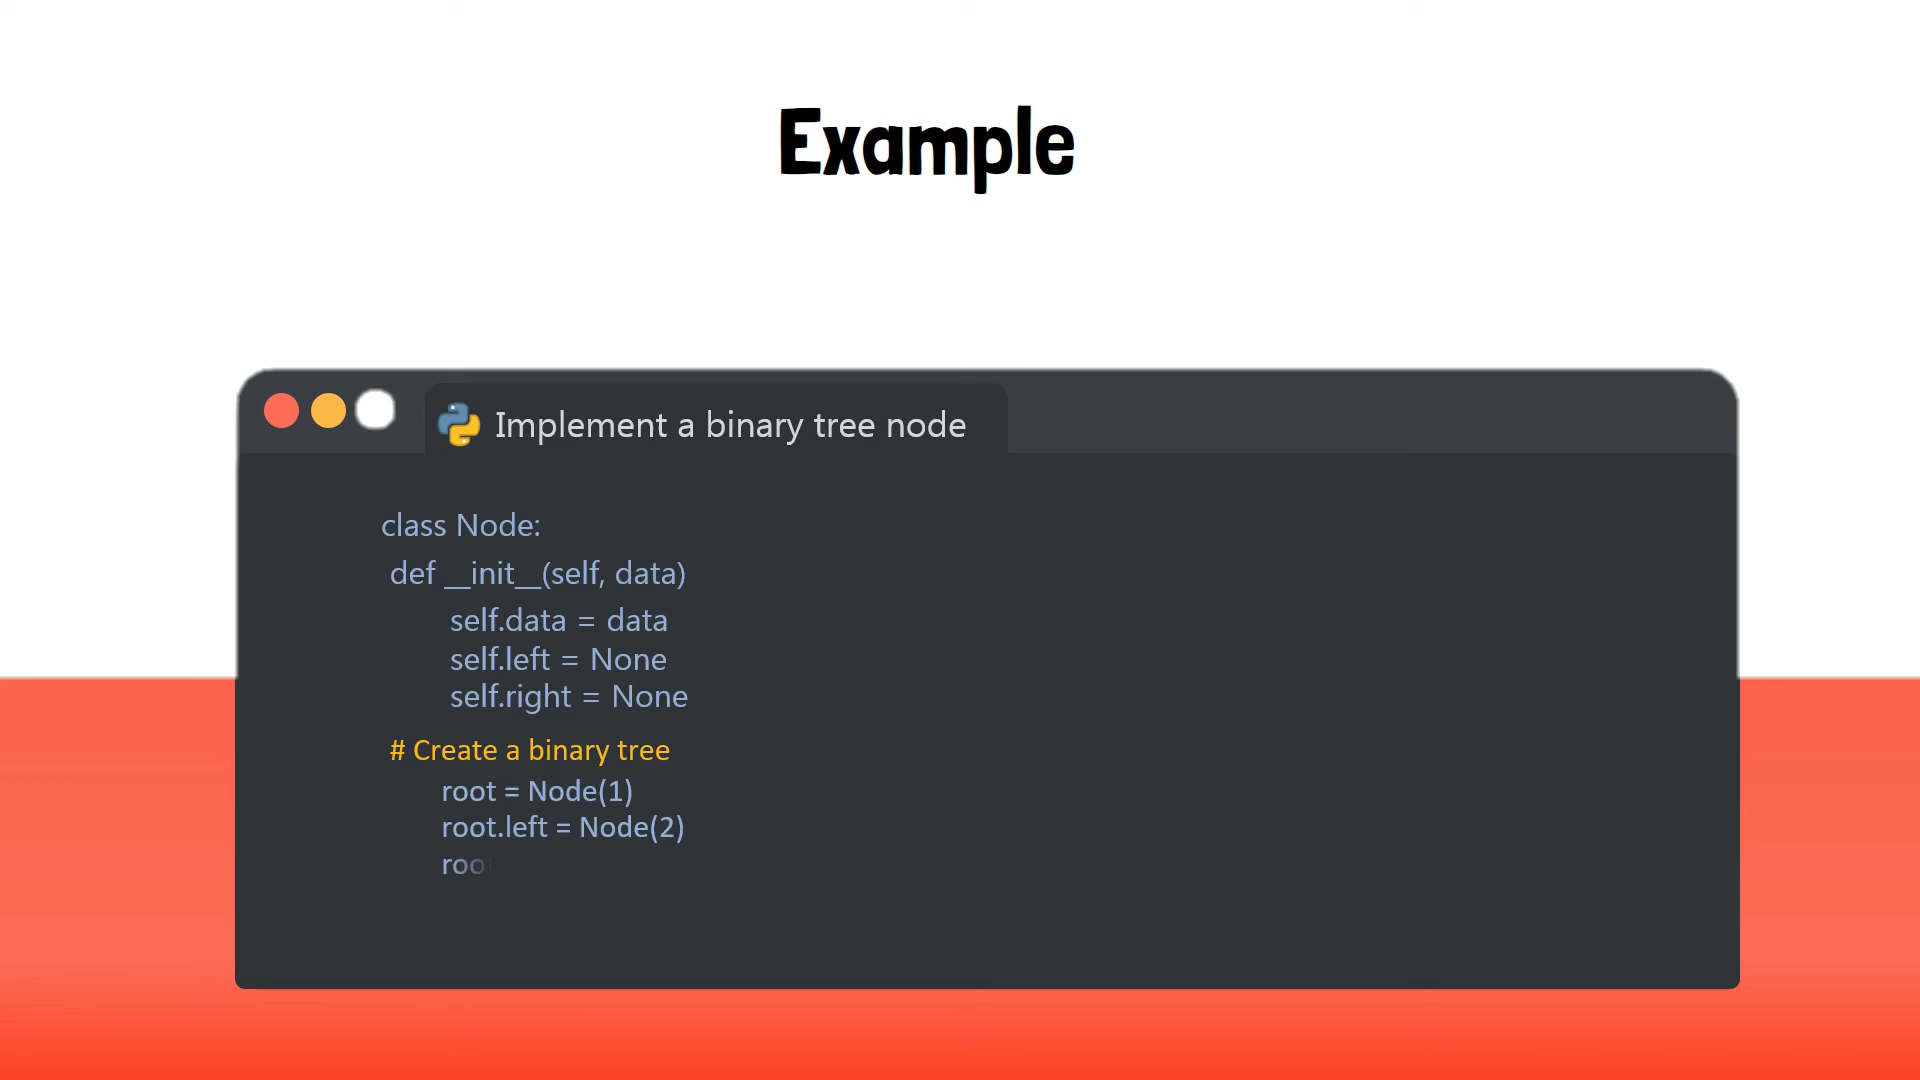 Example
Implement a binary tree node
class Node:
def __init__(self, data)
self.data = data
self.left = None
self.right = None
# Create a binary tree
root = Node(1)
root.left = Node(2)